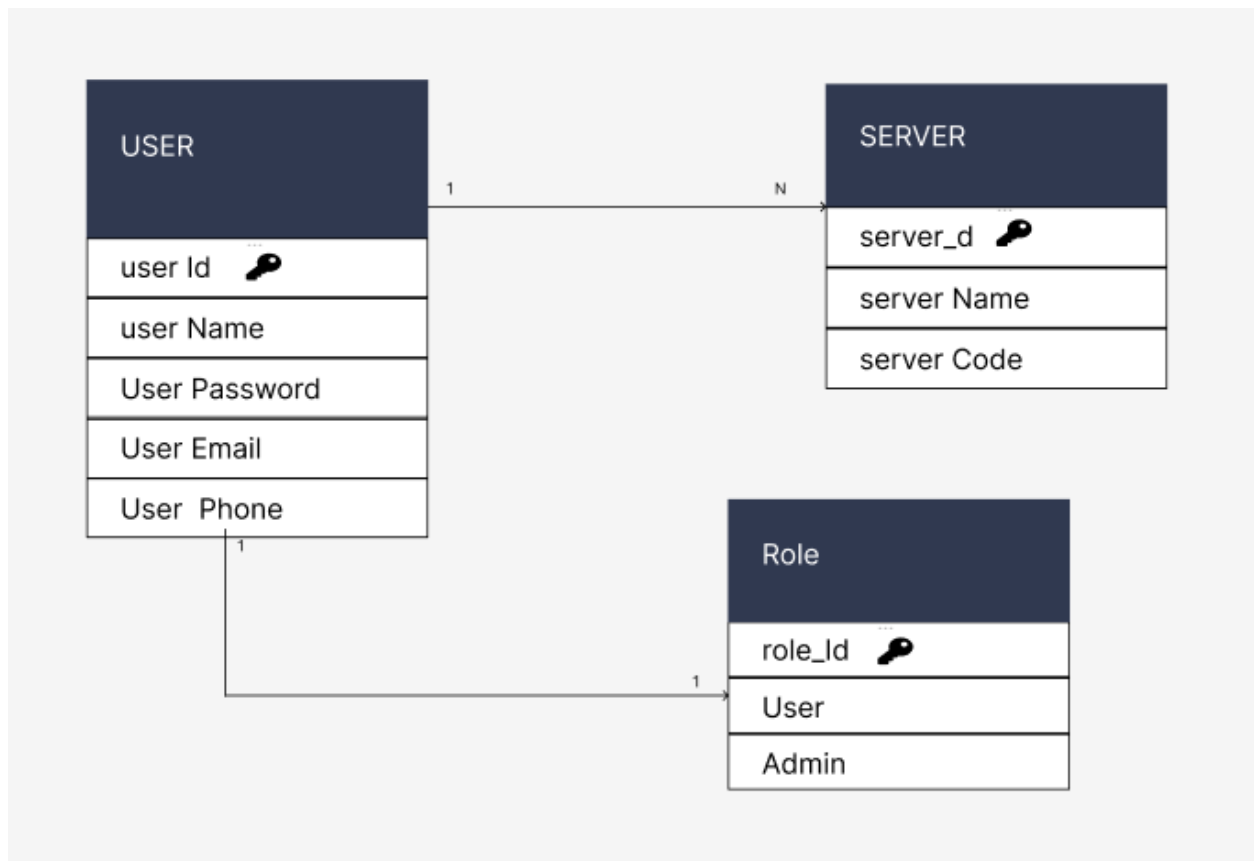 USER
user Id
user Name
User Password
User Email
User Phone
1
N
SERVER
server_d
server Name
server Code
1
1
Role
role_Id
User
Admin